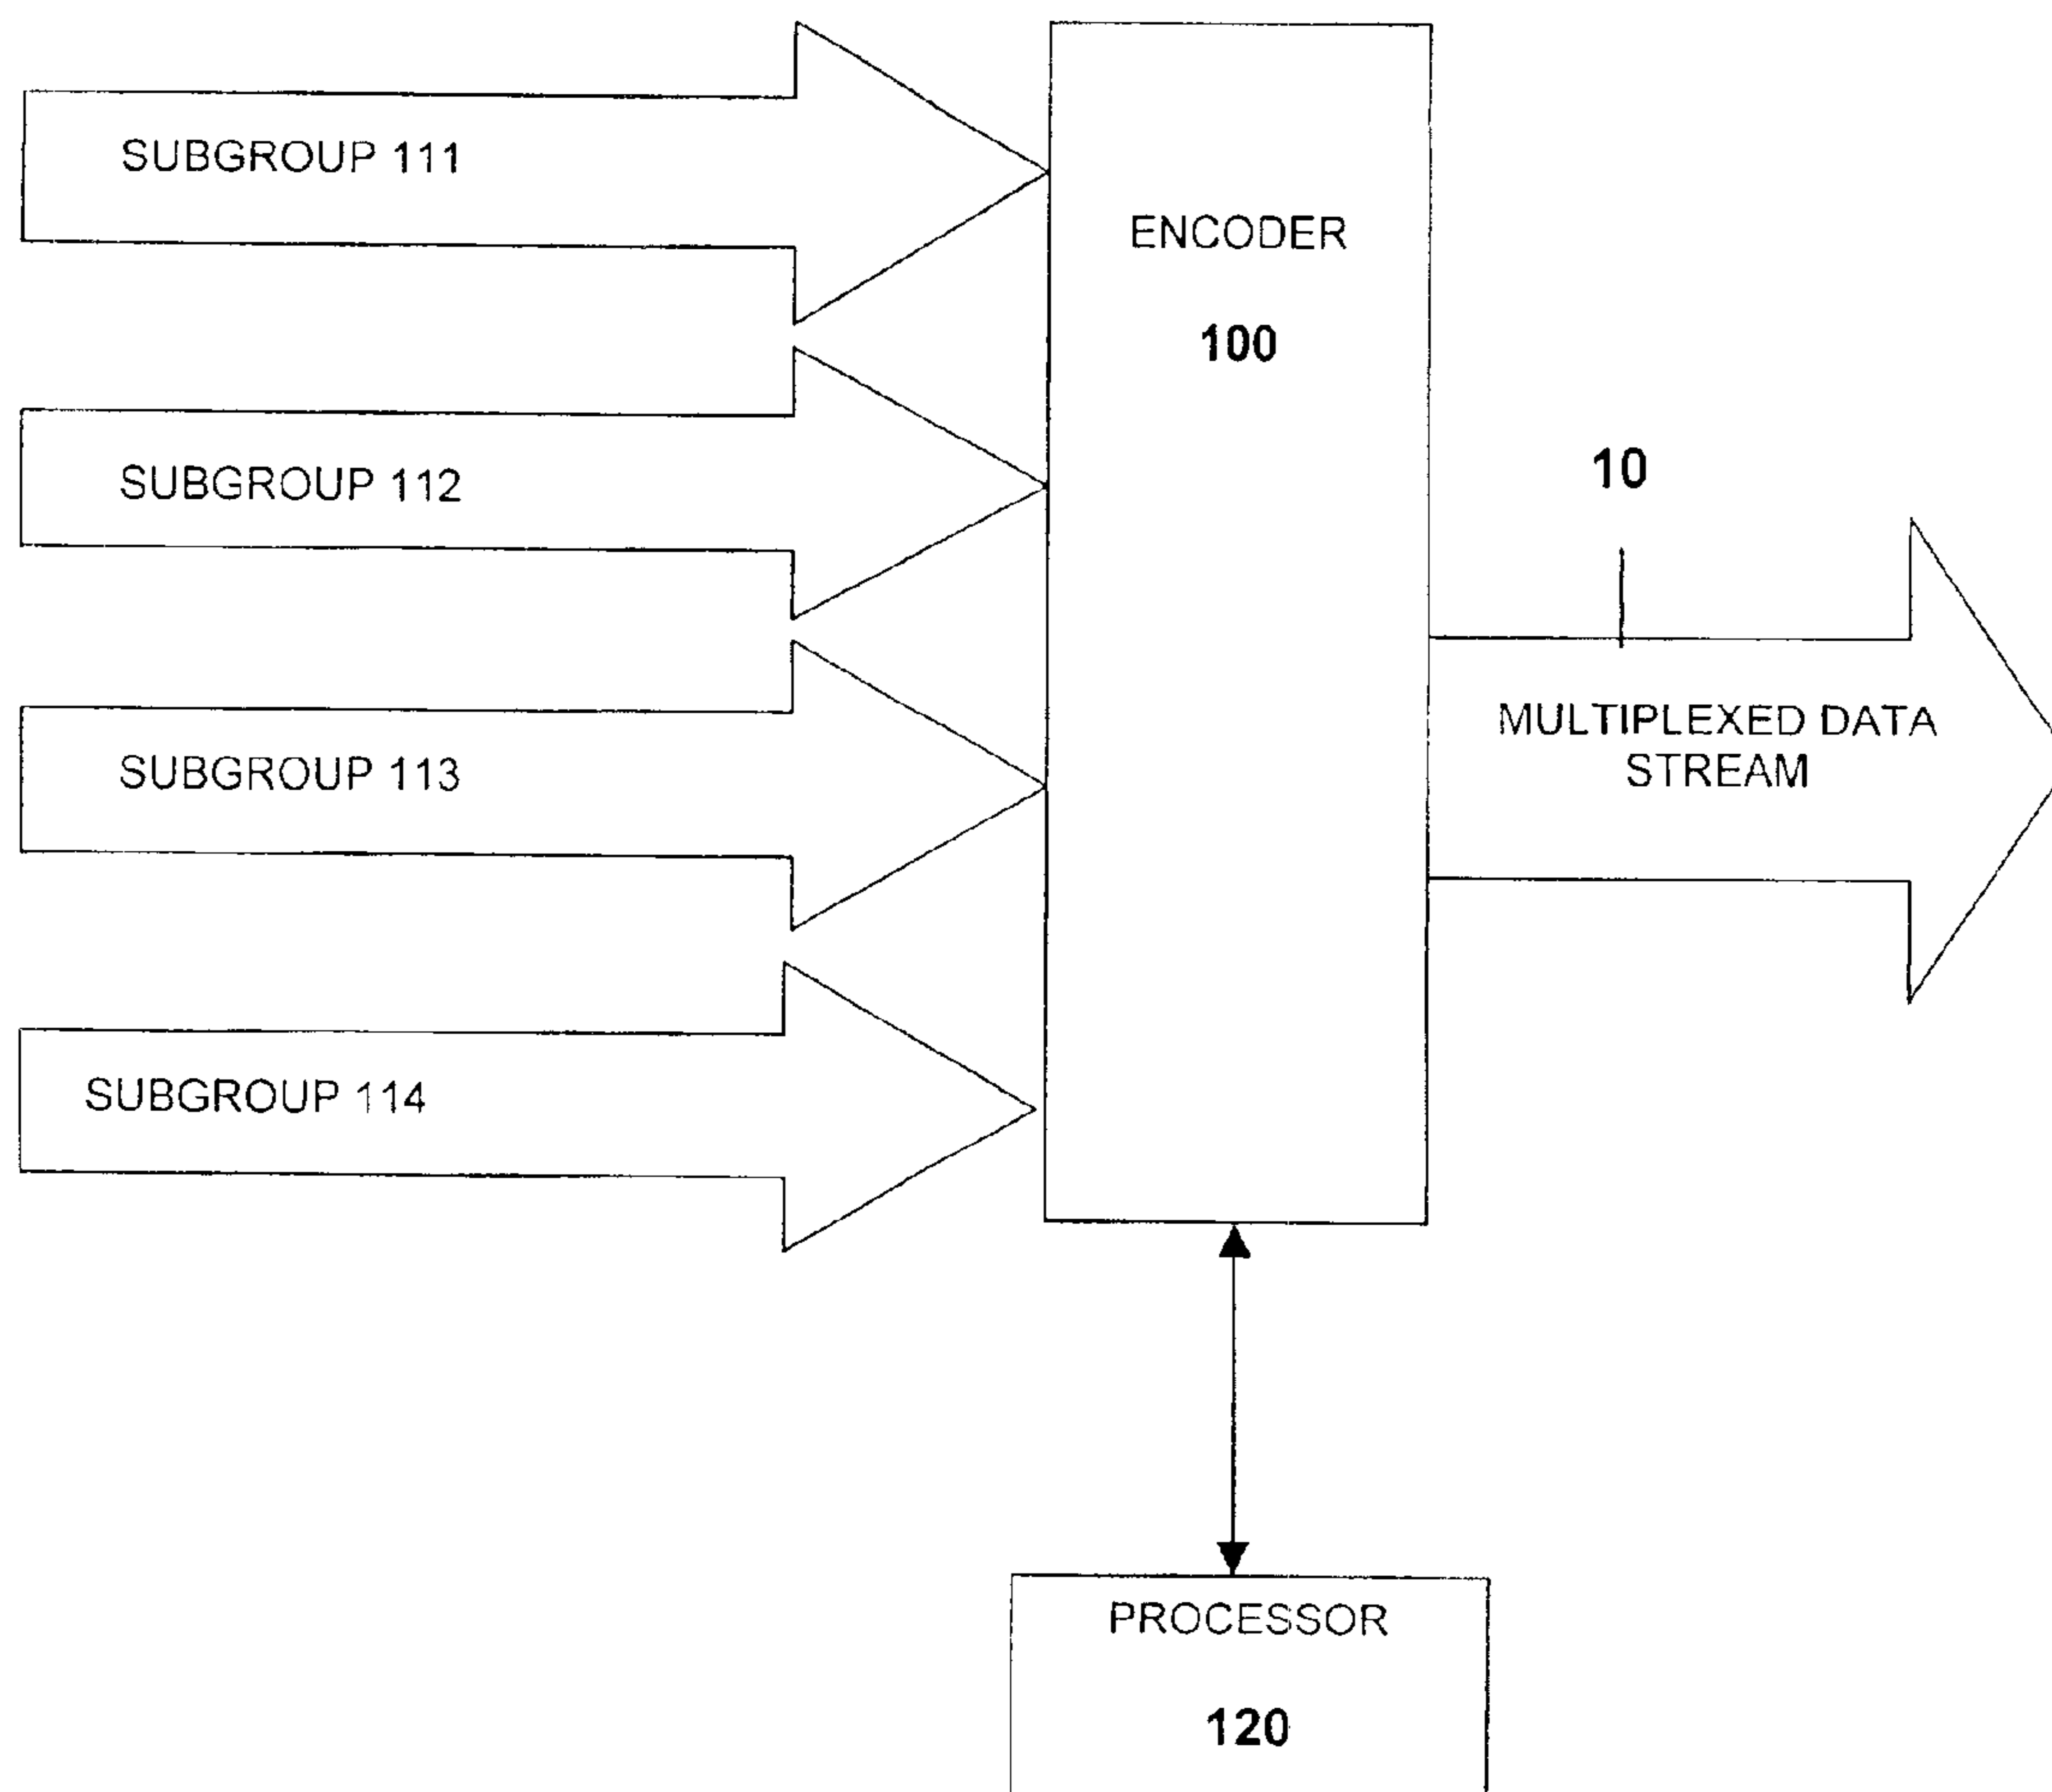 SUBGROUP 111
ENCODER
100
SUBGROUP 112
10
SUBGROUP 113
MULTIPLEXED DATA
STREAM
SUBGROUP 114
PROCESSOR
120